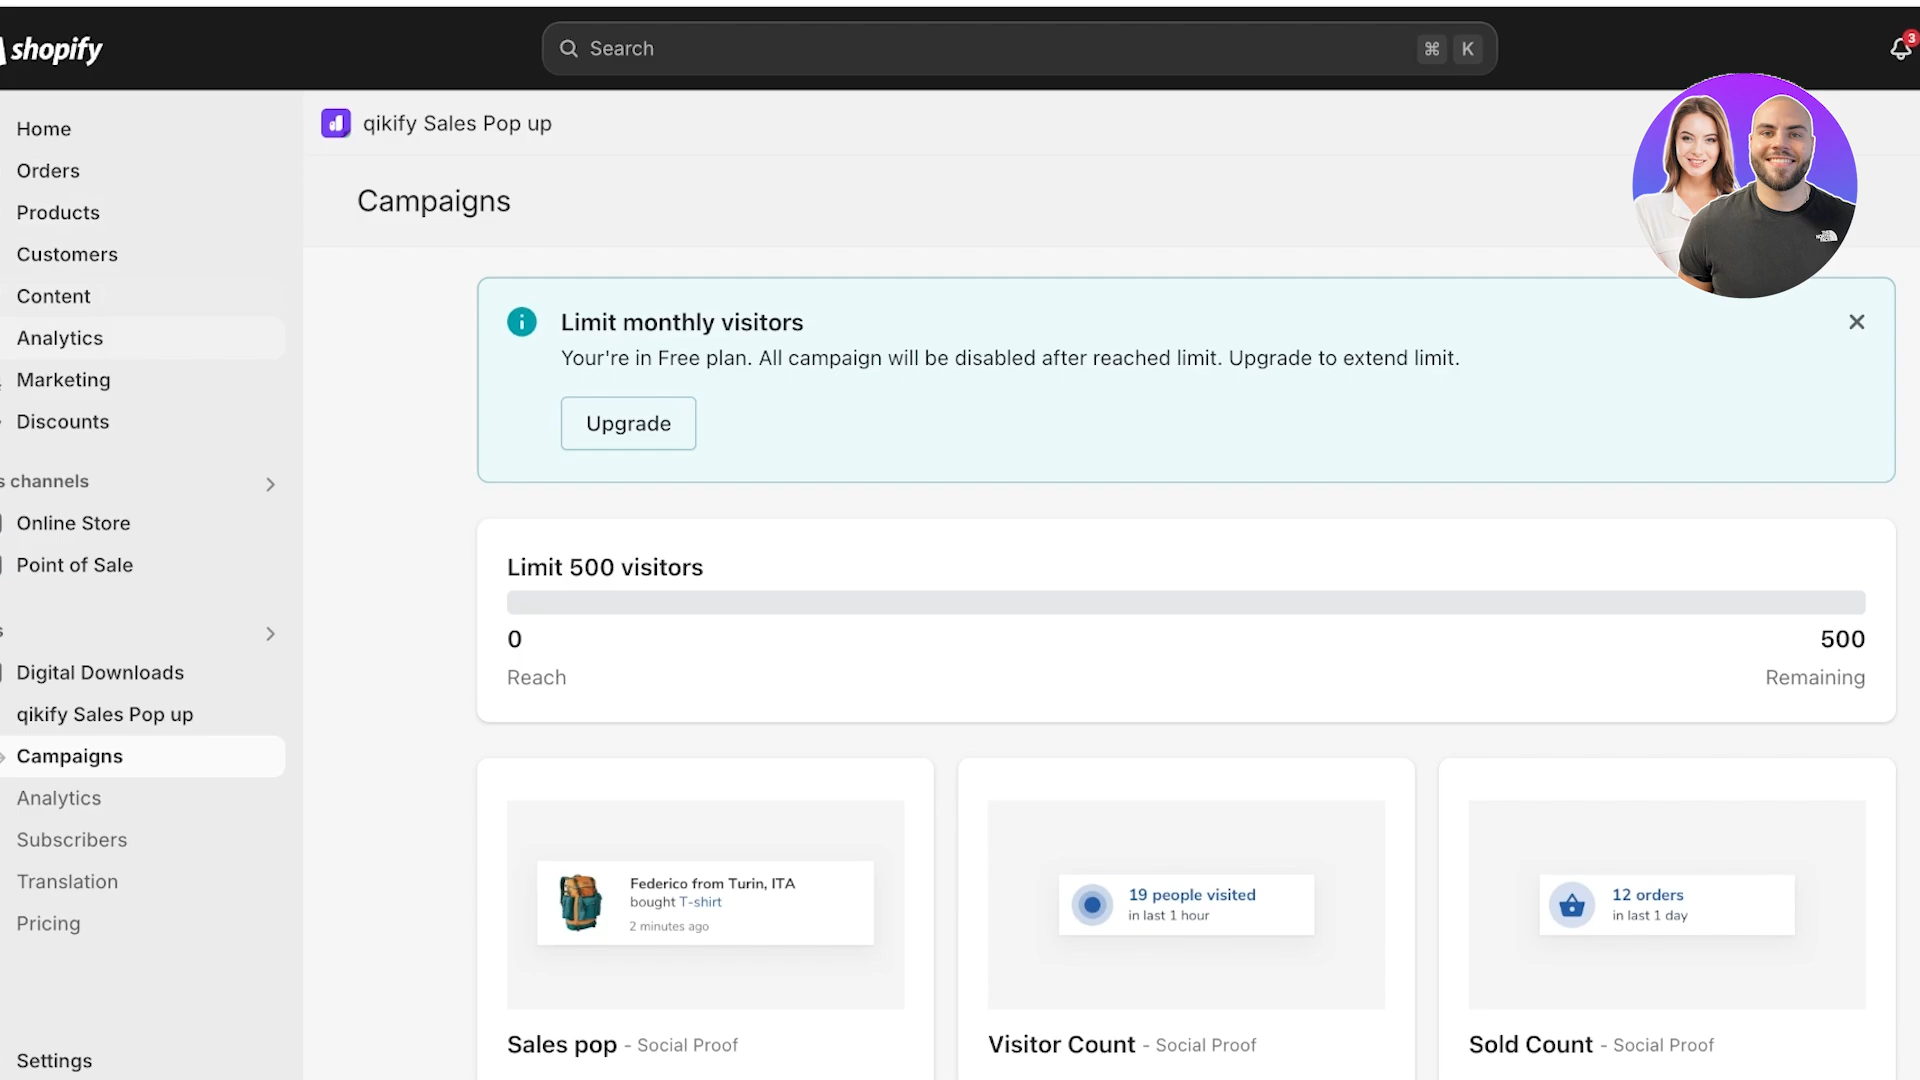 shopify
Search
⌘ K
3
Home
Orders
Products
Customers
Content
Analytics
Marketing
Discounts
s channels
Online Store
Point of Sale
s
Digital Downloads
qikify Sales Pop up
Campaigns
Analytics
Subscribers
Translation
Pricing
Settings
qikify Sales Pop up
Campaigns
THE NORTH FACE
Limit monthly visitors
Your're in Free plan. All campaign will be disabled after reached limit. Upgrade to extend limit.
Upgrade
Limit 500 visitors
0
500
Reach
Remaining
Federico from Turin, ITA
bought T-shirt
2 minutes ago
Sales pop - Social Proof
19 people visited
in last 1 hour
Visitor Count - Social Proof
12 orders
in last 1 day
Sold Count - Social Proof